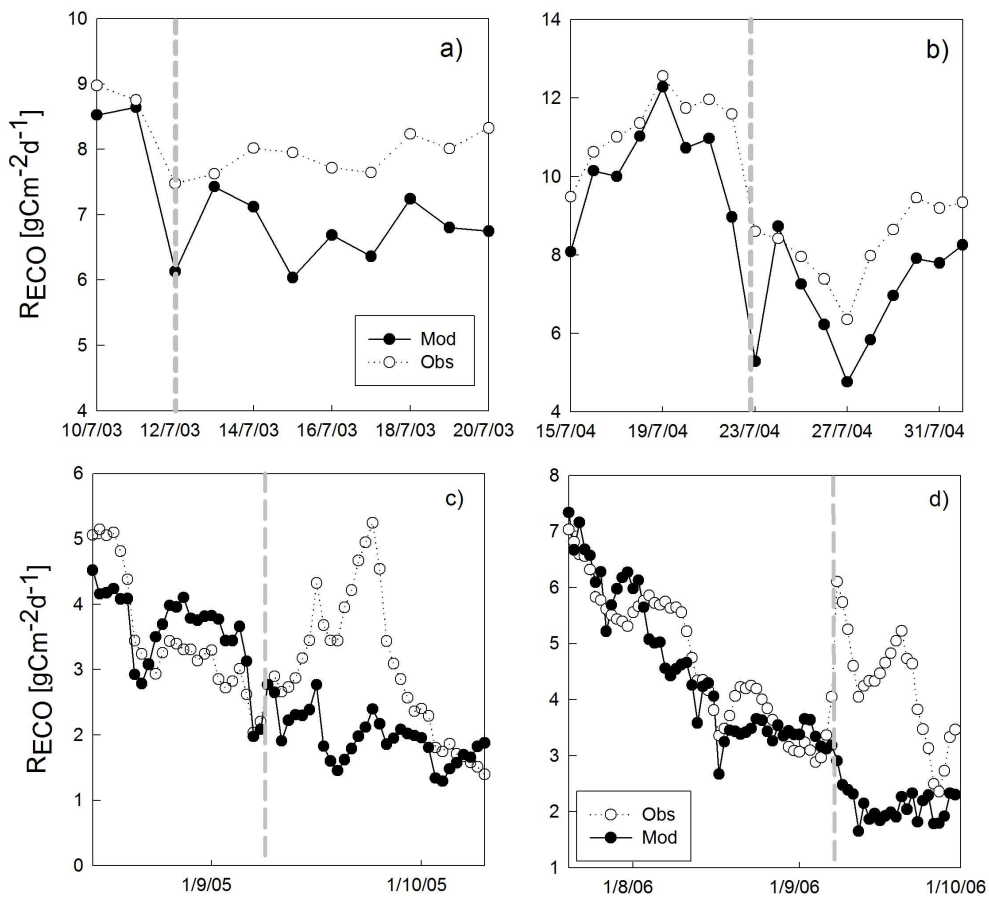 a)
10
9
8
7
6
5
4
RECO [gCm-2d-1]
Mod
Obs
10/7/03 12/7/03 14/7/03 16/7/03 18/7/03 20/7/03
b)
14
12
10
8
6
4
15/7/04 19/7/04 23/7/04 27/7/04 31/7/04
c)
6
5
4
3
2
1
0
RECO [gCm-2d-1]
1/9/05 1/10/05
d)
8
7
6
5
4
3
2
1
Obs
Mod
1/8/06 1/9/06 1/10/06